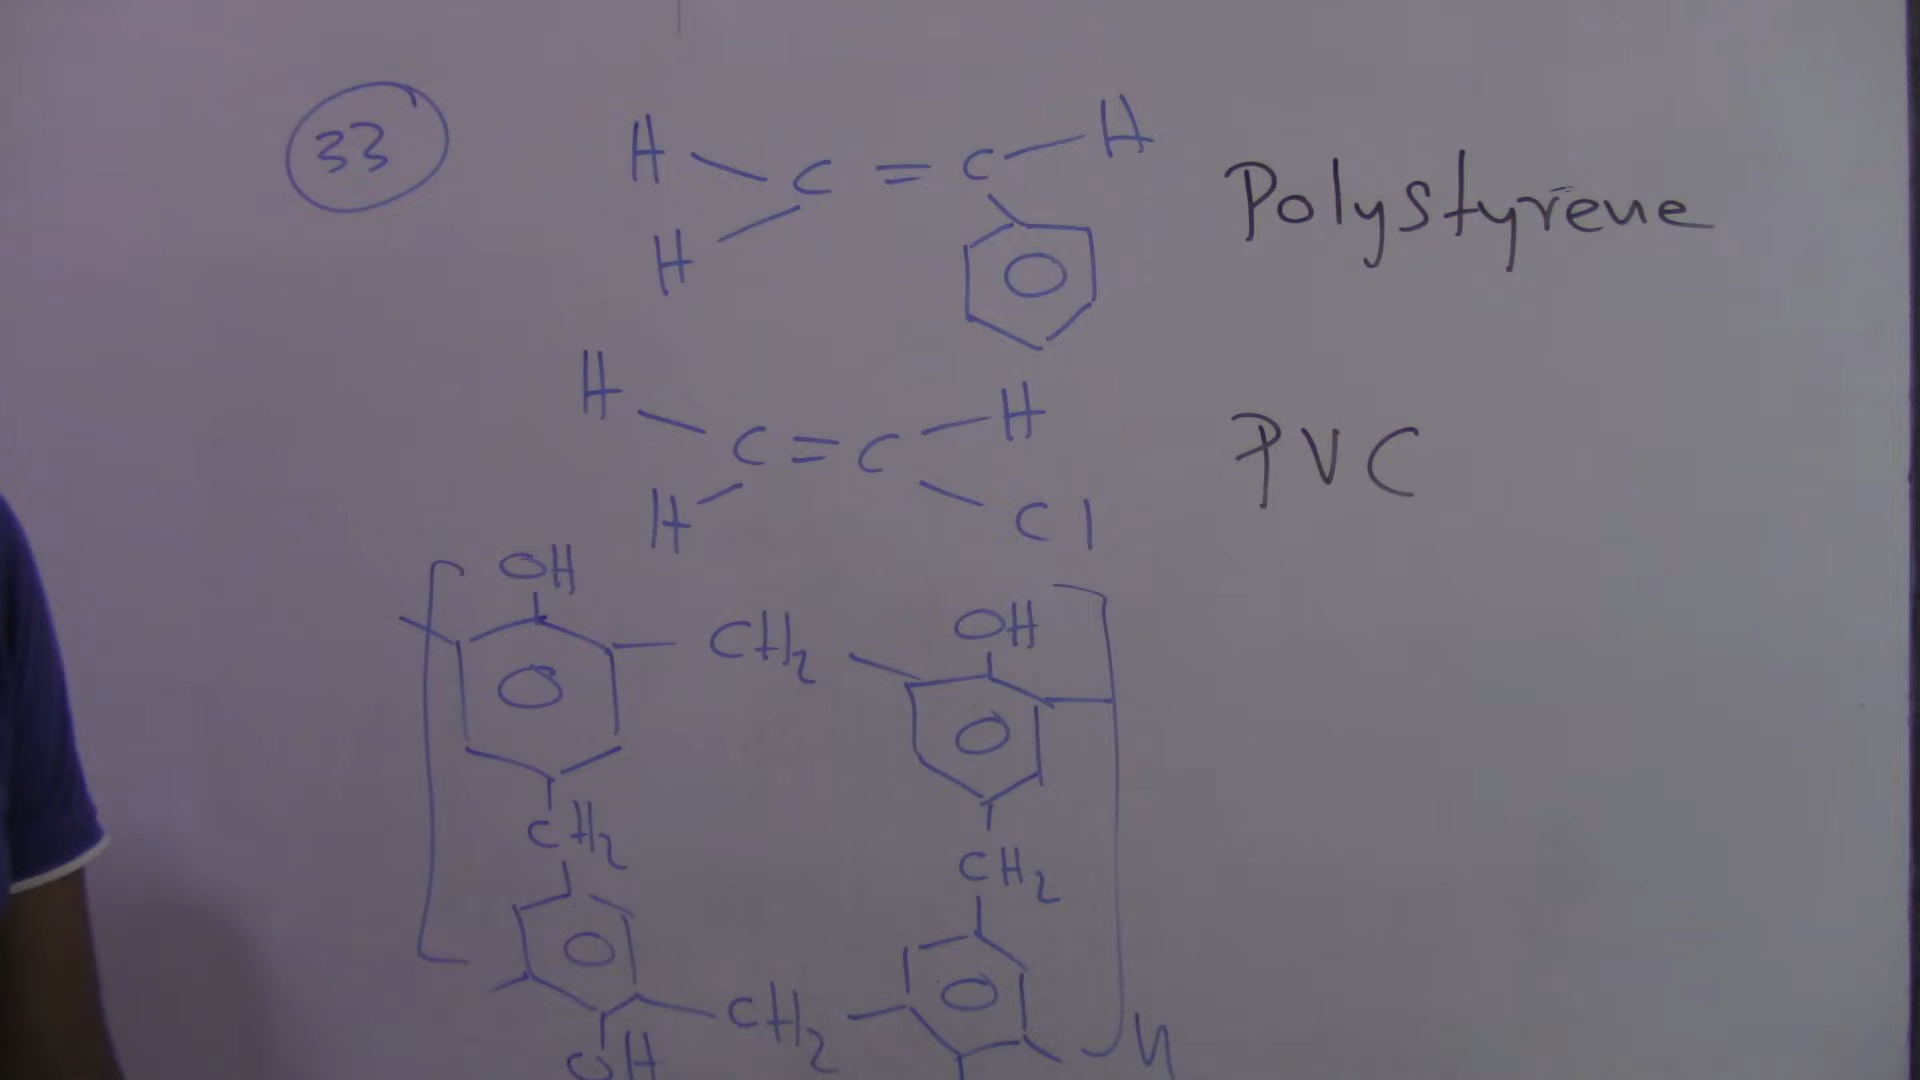 33
H C = C H Polystyrene
H
H C = C H PVC
H Cl
OH CH2 OH
CH2 CH2
CH2
OH n